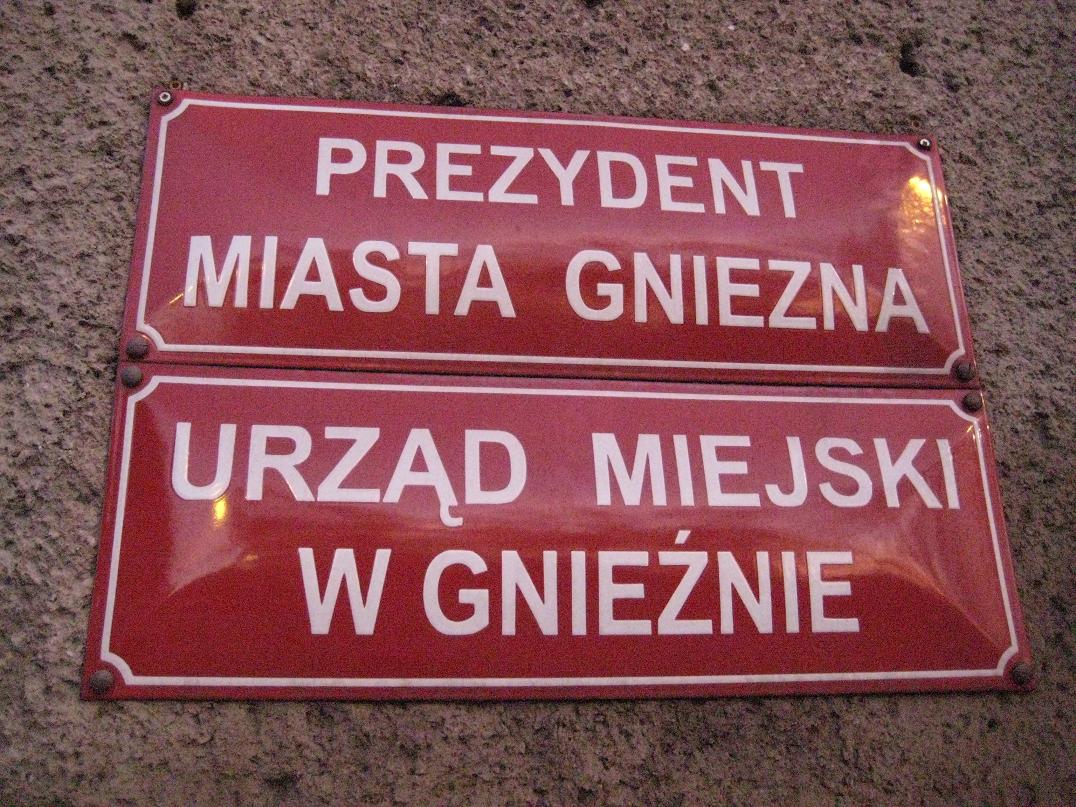 PREZYDENT
MIASTA GNIEZNA
URZĄD MIEJSKI
W GNIEŹNIE